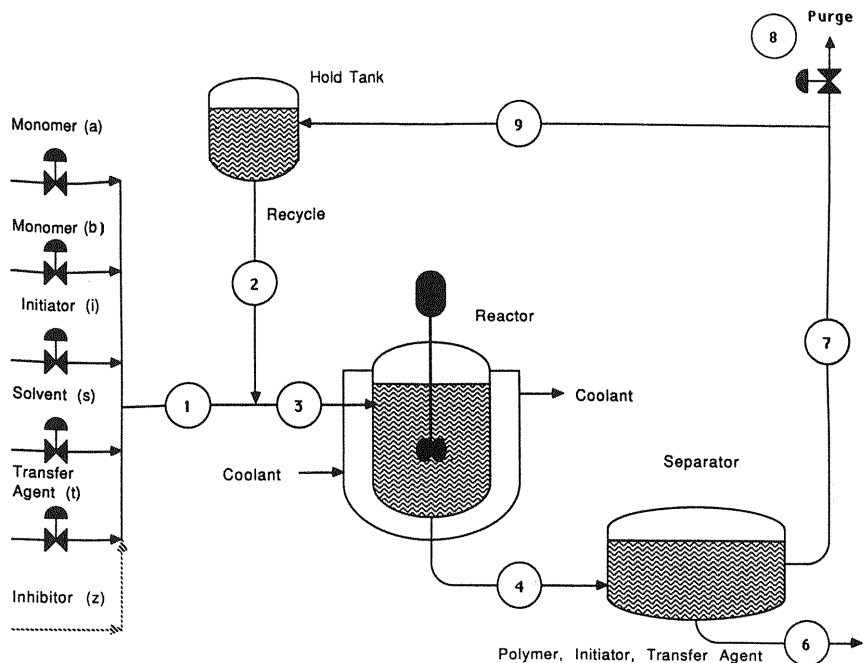 8
Purge
Hold Tank
9
Monomer (a)
Recycle
Monomer (b)
2
Initiator (i)
Reactor
7
Solvent (s)
1
3
Coolant
Transfer
Agent (t)
Coolant
Separator
4
Inhibitor (z)
Polymer, Initiator, Transfer Agent
6